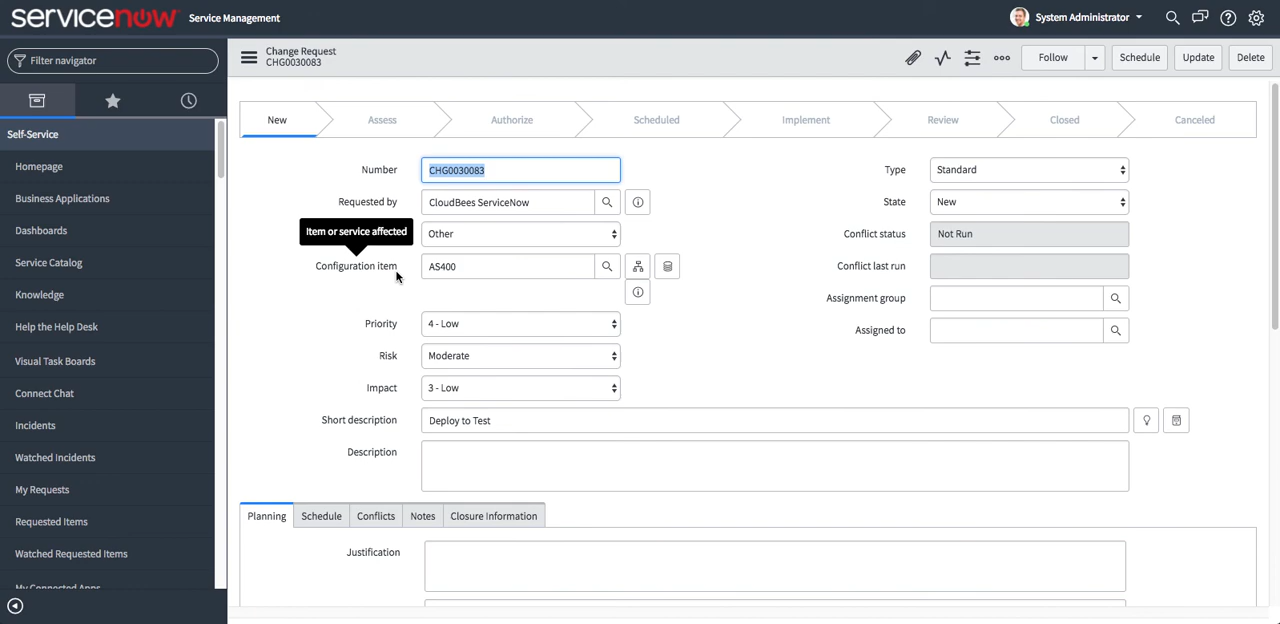 servicenow Service Management
System Administrator
Filter navigator
Change Request
CHG0030083
Follow
Schedule
Update
Delete
Self-Service
Homepage
Business Applications
Dashboards
Service Catalog
Knowledge
Help the Help Desk
Visual Task Boards
Connect Chat
Incidents
Watched Incidents
My Requests
Requested Items
Watched Requested Items
My Connected Apps
New
Assess
Authorize
Scheduled
Implement
Review
Closed
Canceled
Number CHG0030083
Requested by CloudBees ServiceNow
Item or service affected
Other
Configuration item AS400
Priority 4 - Low
Risk Moderate
Impact 3 - Low
Type Standard
State New
Conflict status Not Run
Conflict last run
Assignment group
Assigned to
Short description Deploy to Test
Description
Planning
Schedule
Conflicts
Notes
Closure Information
Justification